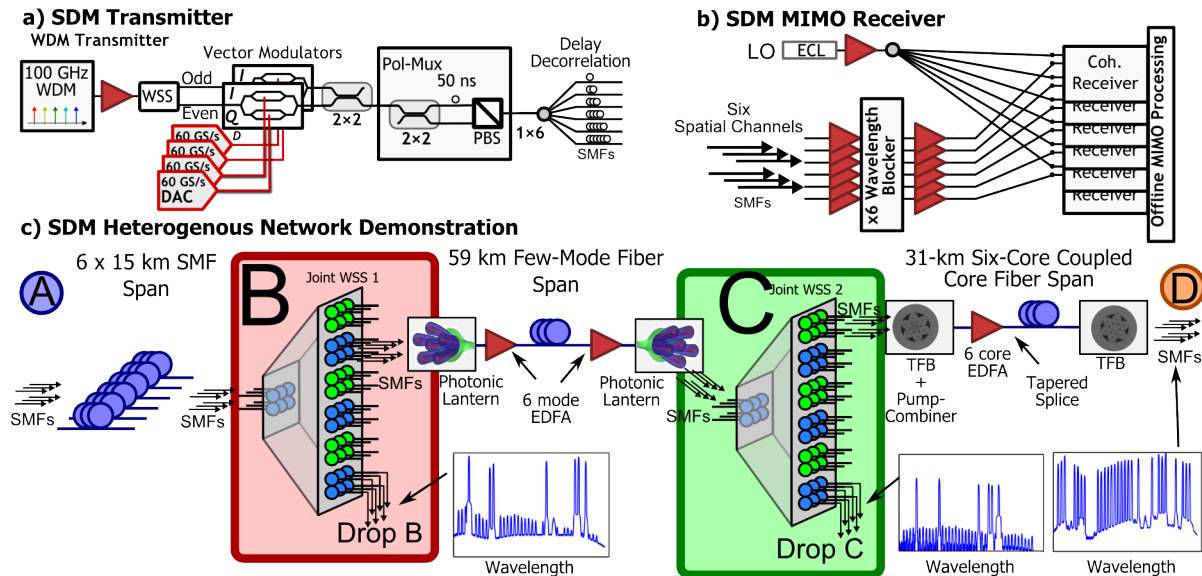 a) SDM Transmitter
WDM Transmitter
100 GHz
WDM
WSS
Odd
Even
Vector Modulators
I
I
Q
D
60 GS/s
60 GS/s
60 GS/s
60 GS/s
DAC
2×2
Pol-Mux
50 ns
2×2
PBS
1×6
Delay
Decorrelation
SMFs
b) SDM MIMO Receiver
LO
ECL
Six
Spatial Channels
SMFs
x6 Wavelength
Blocker
Coh.
Receiver
Receiver
Receiver
Receiver
Receiver
Receiver
Offline MIMO Processing
c) SDM Heterogenous Network Demonstration
A
6 x 15 km SMF
Span
SMFs
SMFs
B
Joint WSS 1
SMFs
Drop B
59 km Few-Mode Fiber
Span
Photonic
Lantern
6 mode
EDFA
Photonic
Lantern
Wavelength
C
Joint WSS 2
SMFs
SMFs
Drop C
31-km Six-Core Coupled
Core Fiber Span
TFB
+
Pump-
Combiner
6 core
EDFA
Tapered
Splice
TFB
D
SMFs
Wavelength
Wavelength